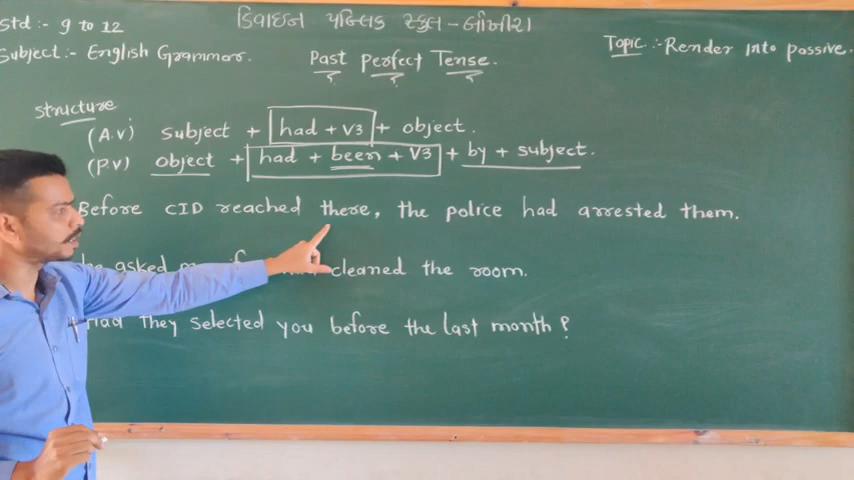 std :- 9 to 12
ડિવાઇન પબ્લિક સ્કુલ - બીબીરા
Subject :- English Grammar.
Past Perfect Tense.
Topic :- Render into passive.
structure
(A.V) subject + had + V3 + object.
(P.V) object + had + been + V3 + by + subject.
Before CID reached there, the police had arrested them.
he asked if cleaned the room.
Had they selected you before the last month?